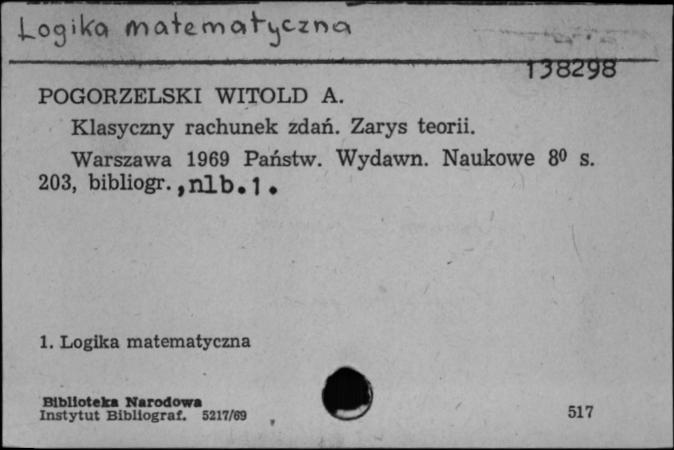 Logika matematyczna
138298
POGORZELSKI WITOLD A.
Klasyczny rachunek zdań. Zarys teorii.
Warszawa 1969 Państw. Wydawn. Naukowe 8⁰ s.
203, bibliogr.,nlb.1.
1. Logika matematyczna
Biblioteka Narodowa
Instytut Bibliograf. 5217/69
517